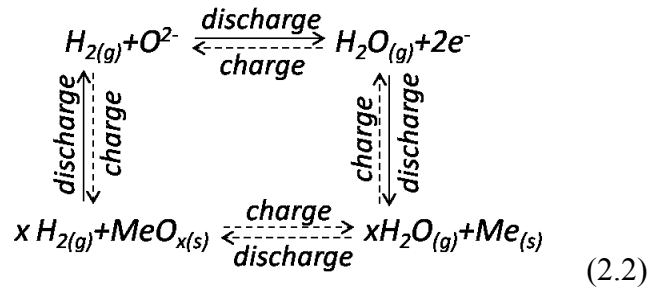 discharge
H₂(g)+O²⁻ H₂O(g)+2e⁻
charge
discharge charge charge discharge
charge
x H₂(g)+MeOₓ(s) xH₂O(g)+Me(s)
discharge
(2.2)